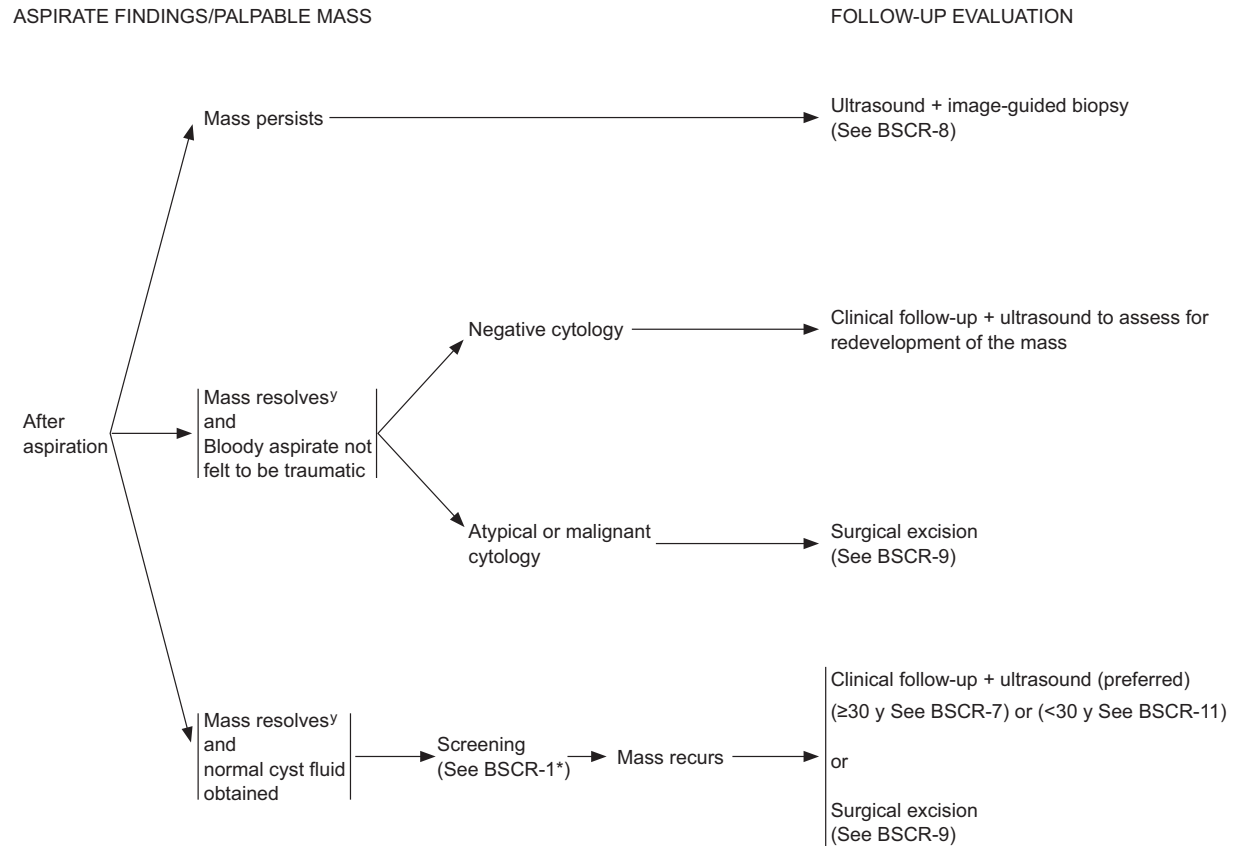 ASPIRATE FINDINGS/PALPABLE MASS
FOLLOW-UP EVALUATION
Mass persists
Ultrasound + image-guided biopsy
(See BSCR-8)
Negative cytology
Clinical follow-up + ultrasound to assess for
redevelopment of the mass
After
aspiration
Mass resolvesʸ
and
Bloody aspirate not
felt to be traumatic
Atypical or malignant
cytology
Surgical excision
(See BSCR-9)
Mass resolvesʸ
and
normal cyst fluid
obtained
Screening
(See BSCR-1*)
Mass recurs
Clinical follow-up + ultrasound (preferred)
(≥30 y See BSCR-7) or (<30 y See BSCR-11)
or
Surgical excision
(See BSCR-9)